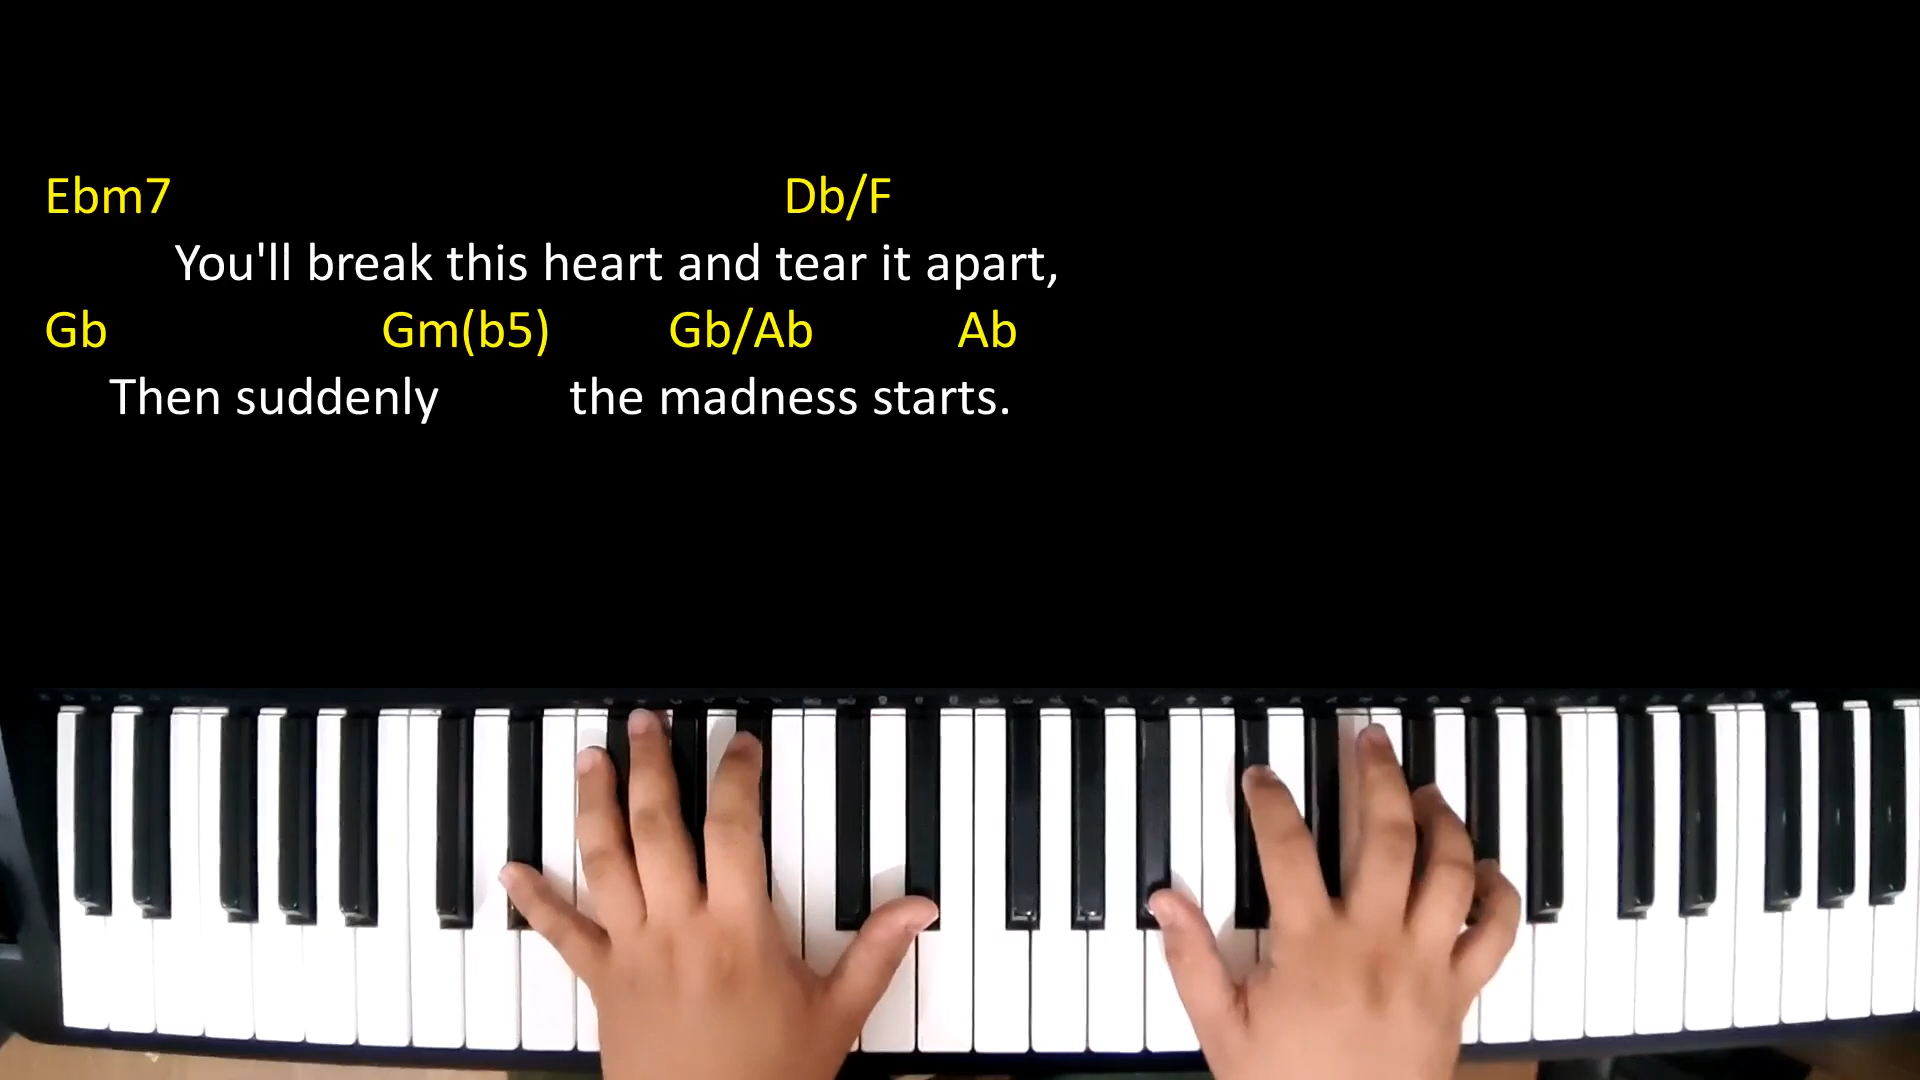 Ebm7 Db/F
You'll break this heart and tear it apart,
Gb Gm(b5) Gb/Ab Ab
Then suddenly the madness starts.